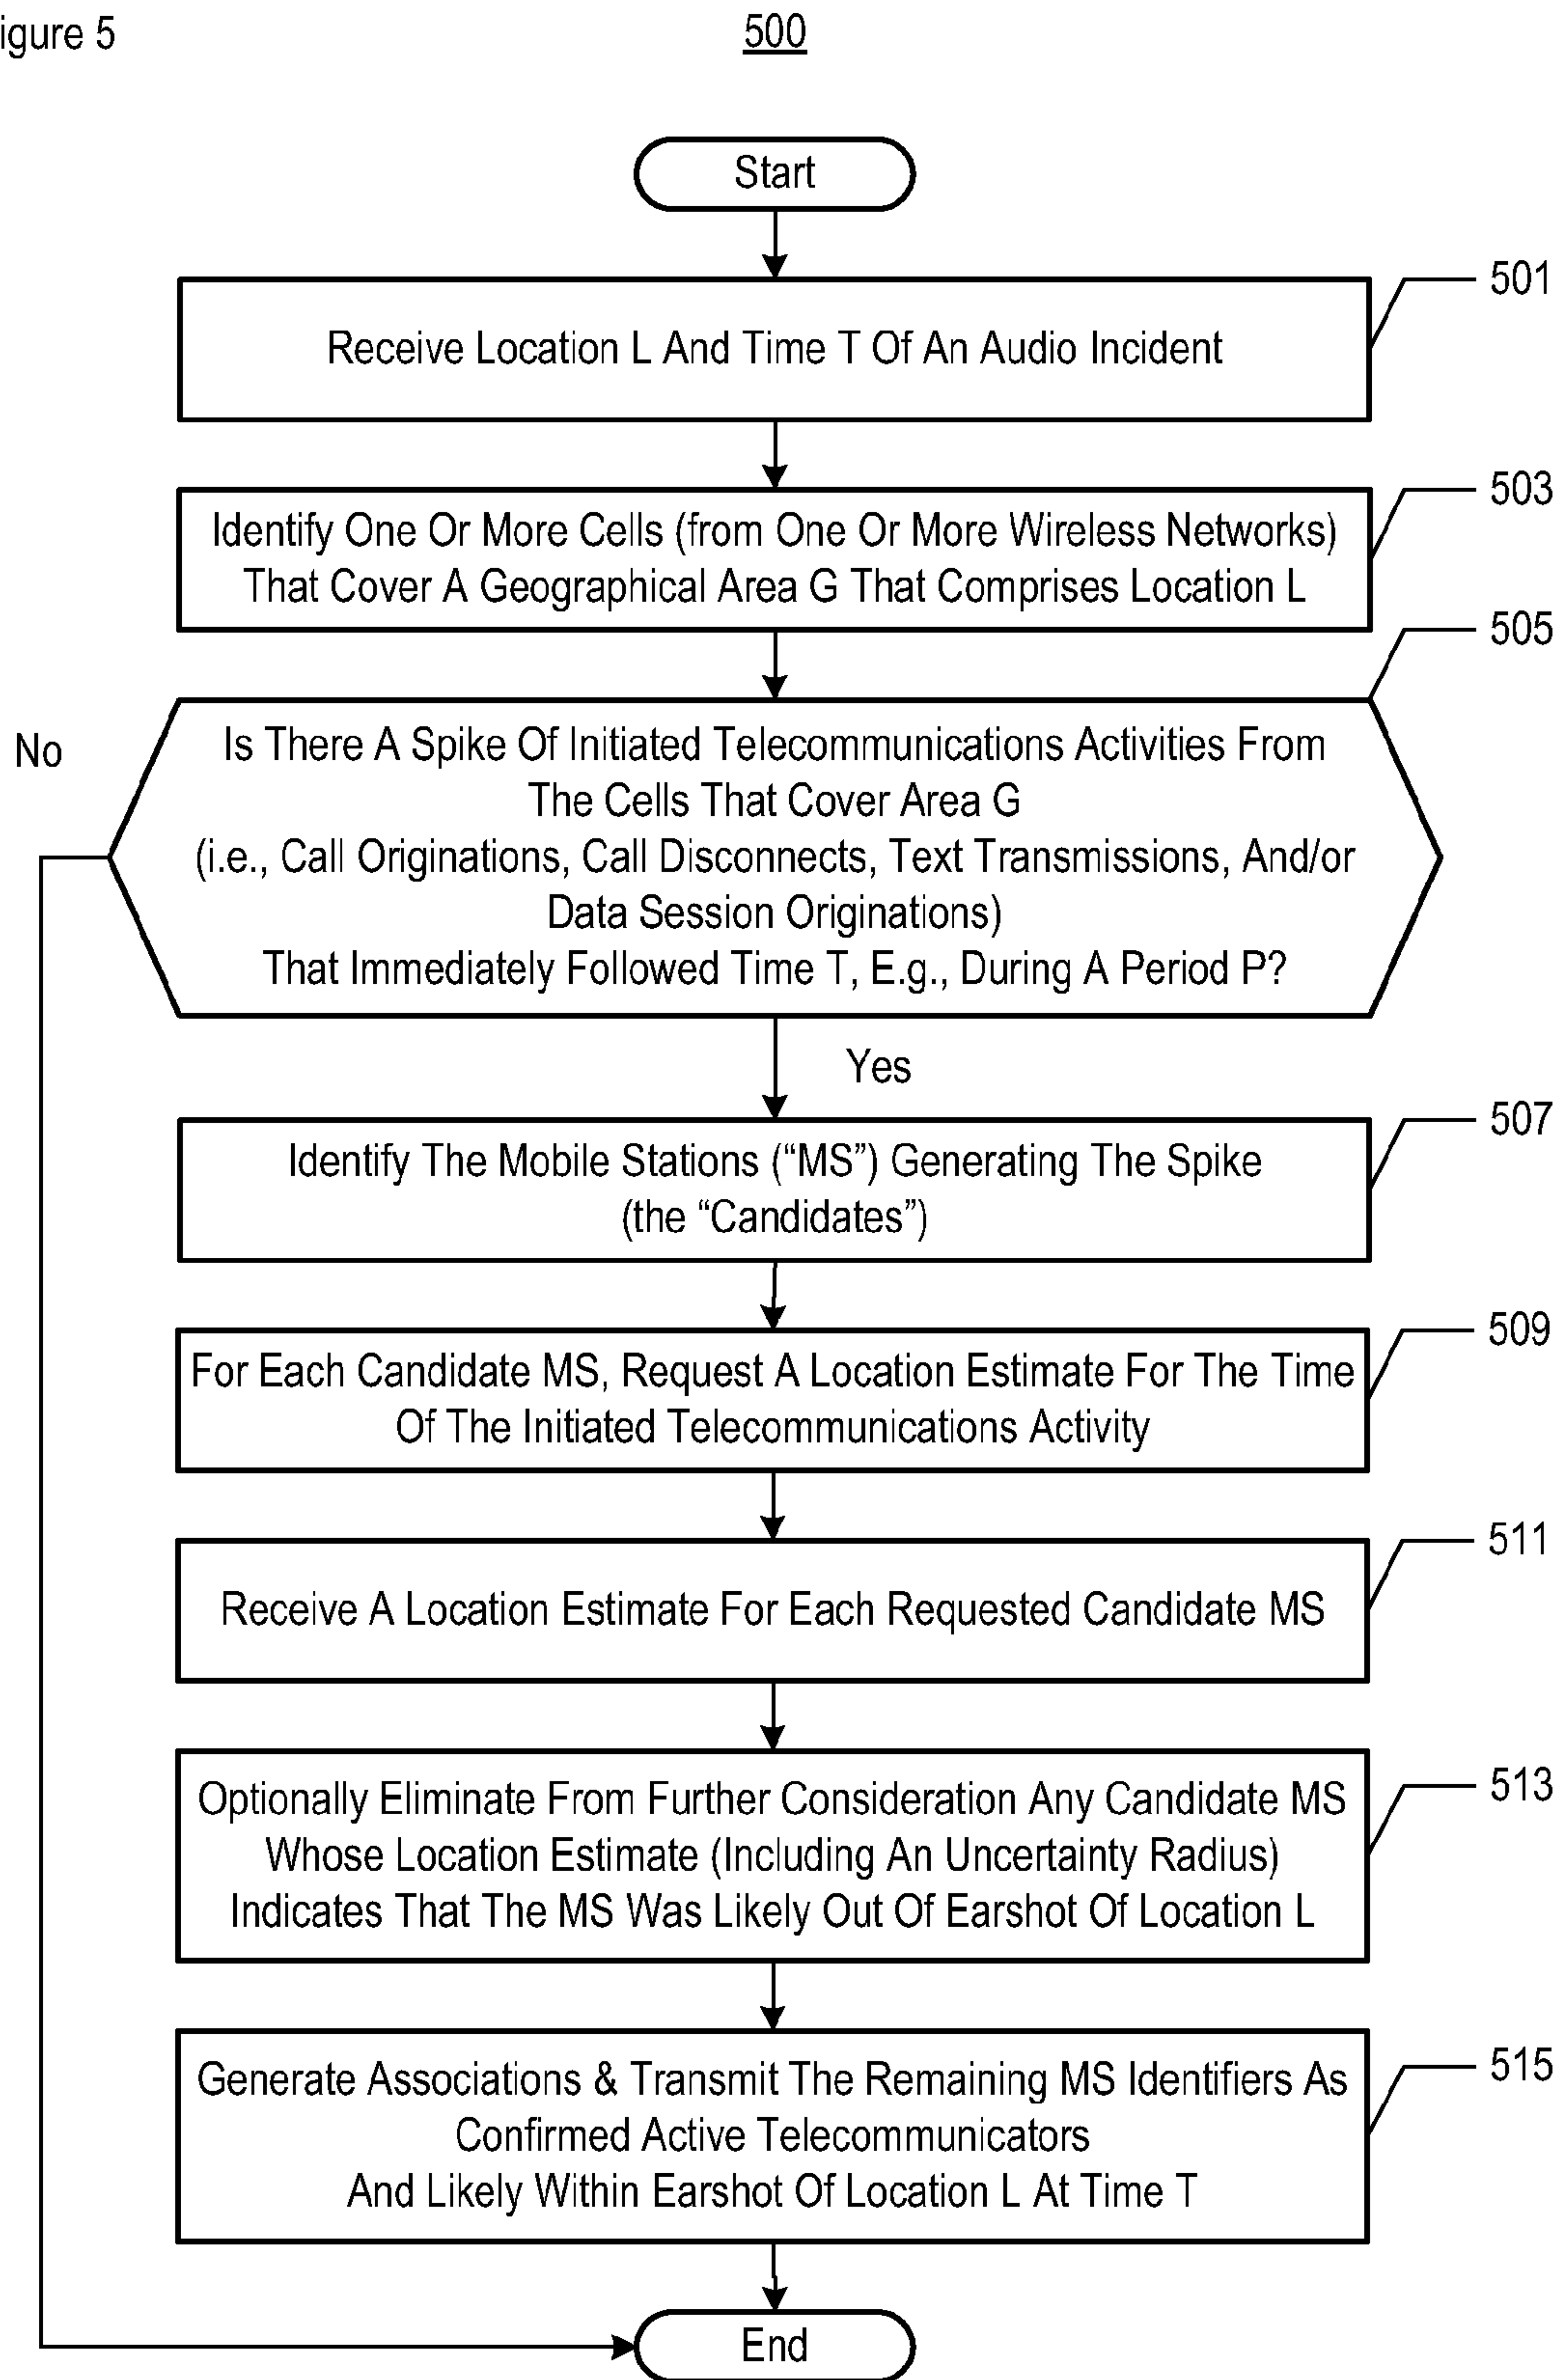 igure 5
500
Start
501
Receive Location L And Time T Of An Audio Incident
503
Identify One Or More Cells (from One Or More Wireless Networks)
That Cover A Geographical Area G That Comprises Location L
505
No
Is There A Spike Of Initiated Telecommunications Activities From
The Cells That Cover Area G
(i.e., Call Originations, Call Disconnects, Text Transmissions, And/or
Data Session Originations)
That Immediately Followed Time T, E.g., During A Period P?
Yes
507
Identify The Mobile Stations (“MS”) Generating The Spike
(the “Candidates”)
509
For Each Candidate MS, Request A Location Estimate For The Time
Of The Initiated Telecommunications Activity
511
Receive A Location Estimate For Each Requested Candidate MS
513
Optionally Eliminate From Further Consideration Any Candidate MS
Whose Location Estimate (Including An Uncertainty Radius)
Indicates That The MS Was Likely Out Of Earshot Of Location L
515
Generate Associations & Transmit The Remaining MS Identifiers As
Confirmed Active Telecommunicators
And Likely Within Earshot Of Location L At Time T
End